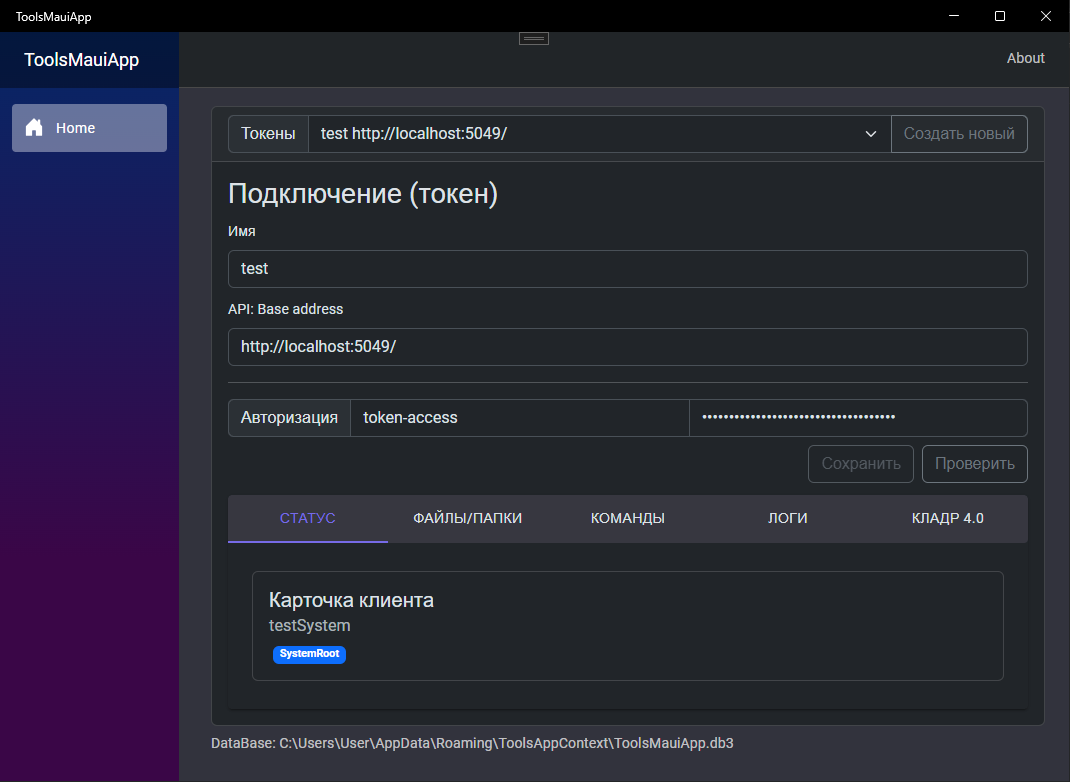 ToolsMauiApp
ToolsMauiApp
About
Home
Токены test http://localhost:5049/ Создать новый
Подключение (токен)
Имя
test
API: Base address
http://localhost:5049/
Авторизация token-access ••••••••••••••••••••••••••••••••••••
Сохранить Проверить
СТАТУС ФАЙЛЫ/ПАПКИ КОМАНДЫ ЛОГИ КЛАДР 4.0
Карточка клиента
testSystem
SystemRoot
DataBase: C:\Users\User\AppData\Roaming\ToolsAppContext\ToolsMauiApp.db3